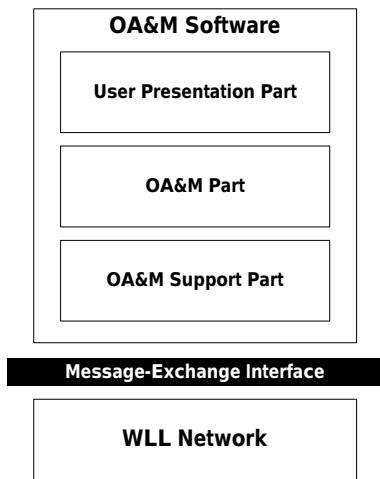 OA&M Software
User Presentation Part
OA&M Part
OA&M Support Part
Message-Exchange Interface
WLL Network